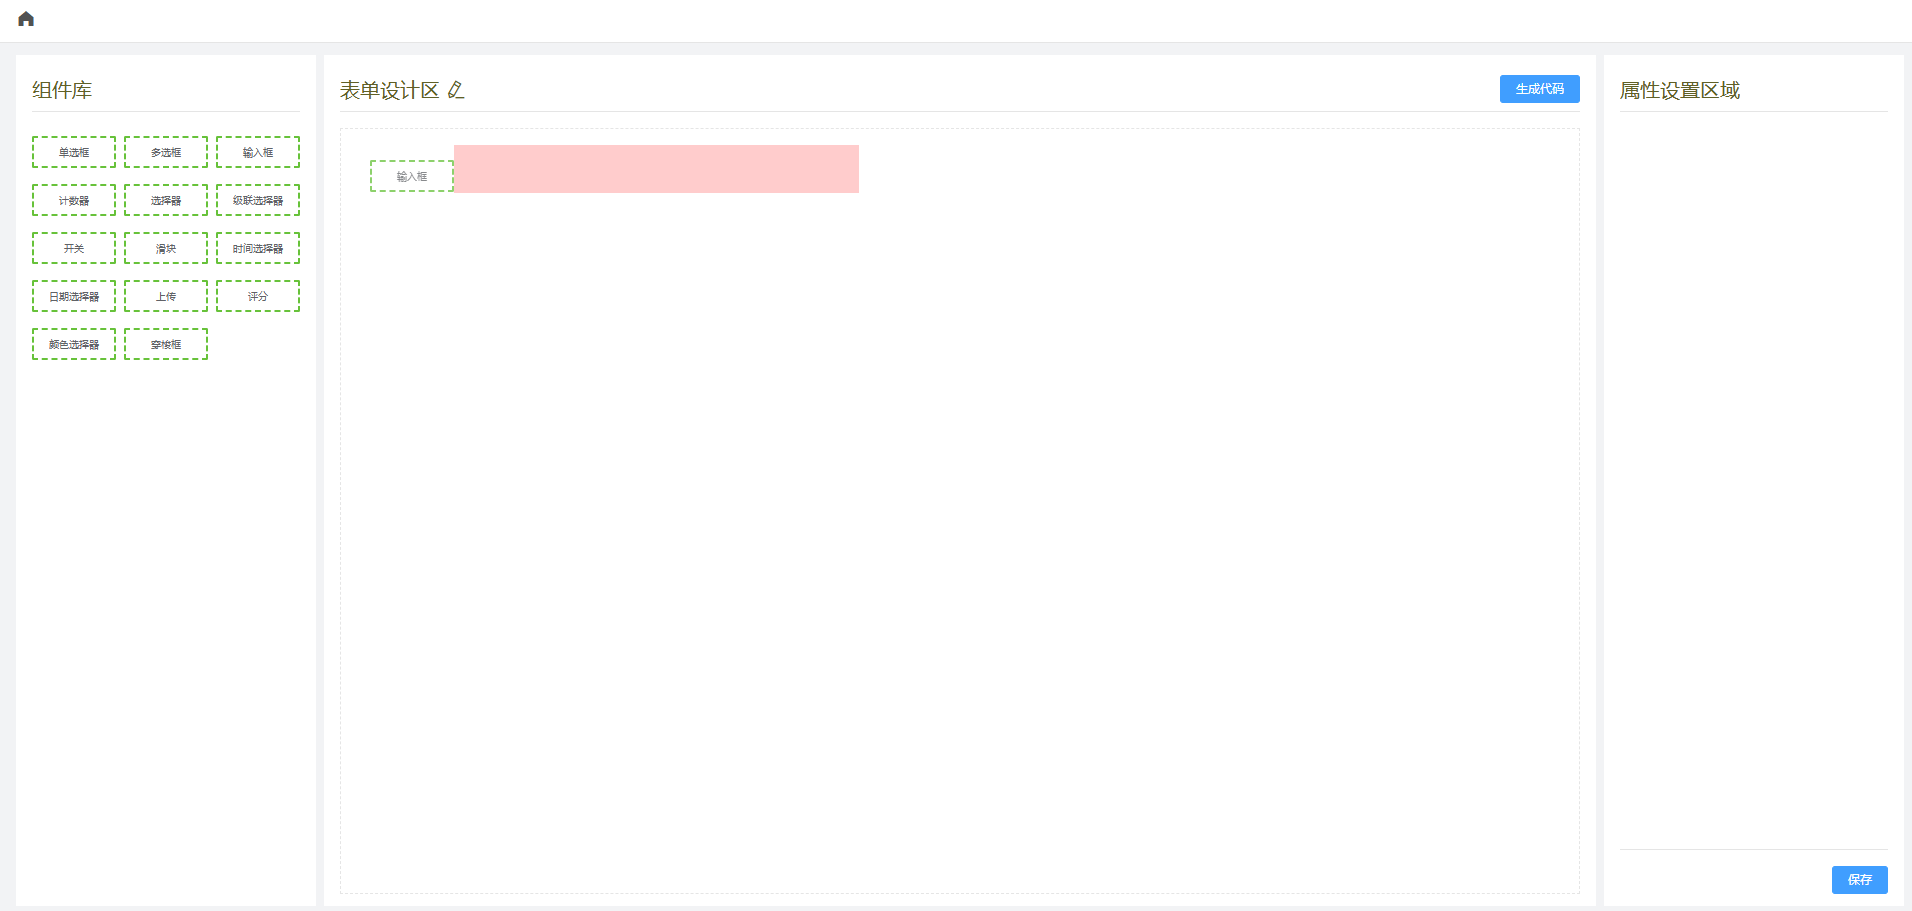 组件库
单选框 多选框 输入框
计数器 选择器 级联选择器
开关 滑块 时间选择器
日期选择器 上传 评分
颜色选择器 穿梭框
表单设计区
生成代码
输入框
属性设置区域
保存